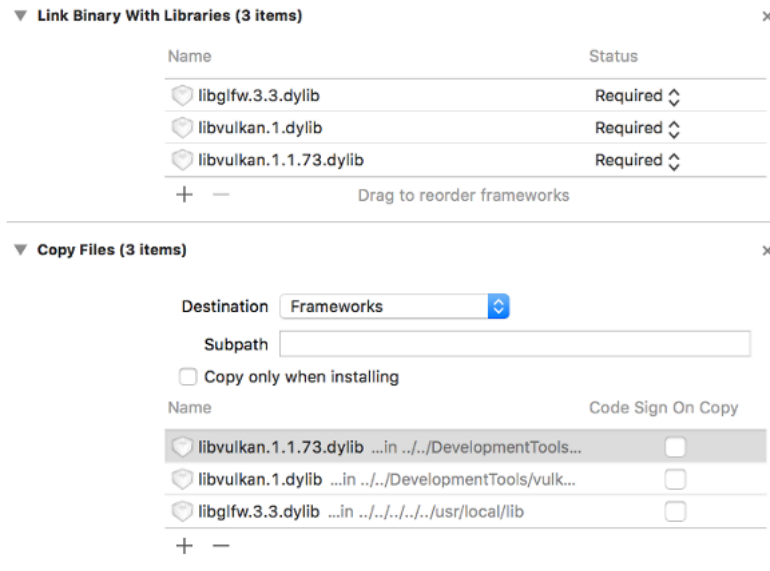 Link Binary With Libraries (3 items)
Name Status
libglfw.3.3.dylib Required
libvulkan.1.dylib Required
libvulkan.1.1.73.dylib Required
Drag to reorder frameworks
Copy Files (3 items)
Destination Frameworks
Subpath
Copy only when installing
Name Code Sign On Copy
libvulkan.1.1.73.dylib ...in ../../DevelopmentTools...
libvulkan.1.dylib ...in ../../DevelopmentTools/vulk...
libglfw.3.3.dylib ...in ../../../../../usr/local/lib